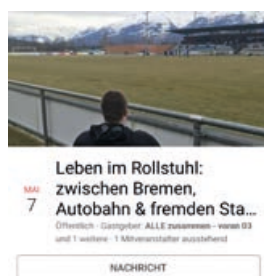 Leben im Rollstuhl:
MAI
zwischen Bremen,
7
Autobahn & fremden Sta...
Öffentlich · Gastgeber: ALLE zusammen - voran 03
und 1 weitere · 1 Mitveranstalter ausstehend
NACHRICHT